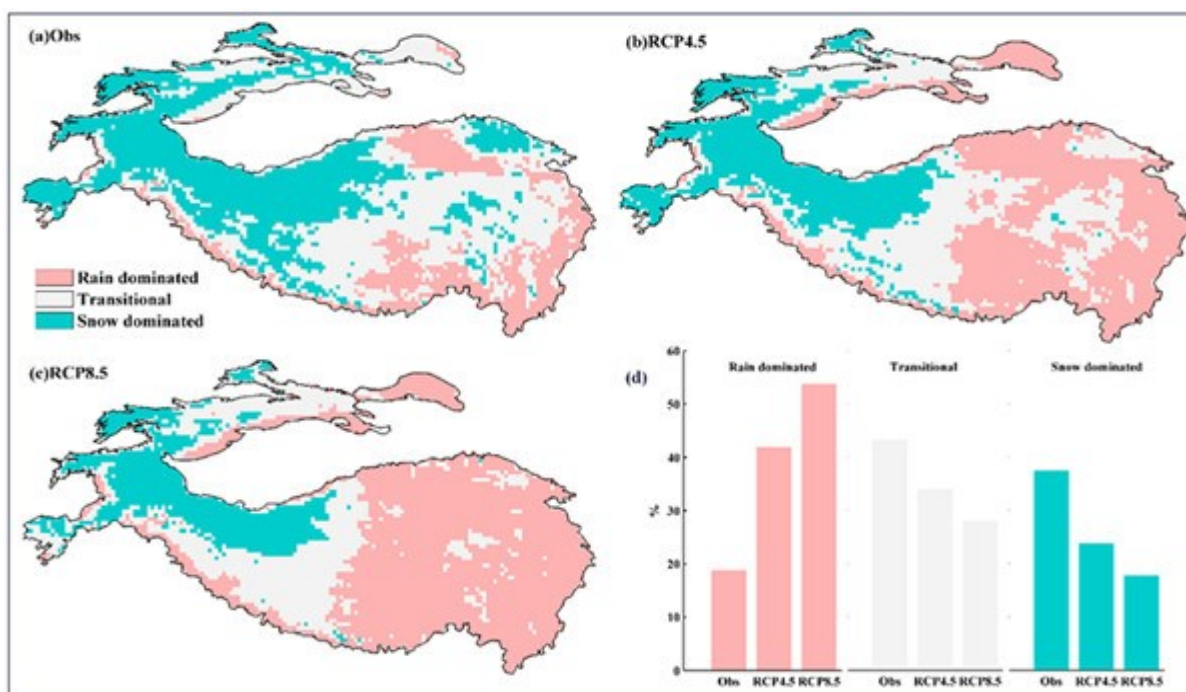 (a)Obs
(b)RCP4.5
Rain dominated
Transitional
Snow dominated
(c)RCP8.5
(d)
Rain dominated
Transitional
Snow dominated
60
50
40
30
20
10
0
%
Obs RCP4.5 RCP8.5
Obs RCP4.5 RCP8.5
Obs RCP4.5 RCP8.5